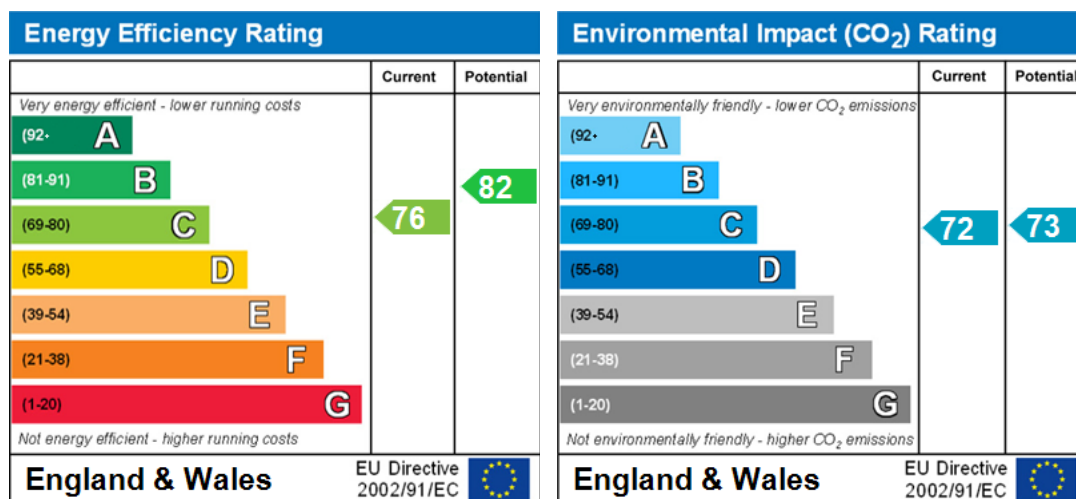 Energy Efficiency Rating
Current Potential
Very energy efficient - lower running costs
(92- A
(81-91) B
82
(69-80) C
76
(55-68) D
(39-54) E
(21-38) F
(1-20) G
Not energy efficient - higher running costs
England & Wales
EU Directive
2002/91/EC
Environmental Impact (CO₂) Rating
Current Potential
Very environmentally friendly - lower CO₂ emissions
(92- A
(81-91) B
(69-80) C
72 73
(55-68) D
(39-54) E
(21-38) F
(1-20) G
Not environmentally friendly - higher CO₂ emissions
England & Wales
EU Directive
2002/91/EC